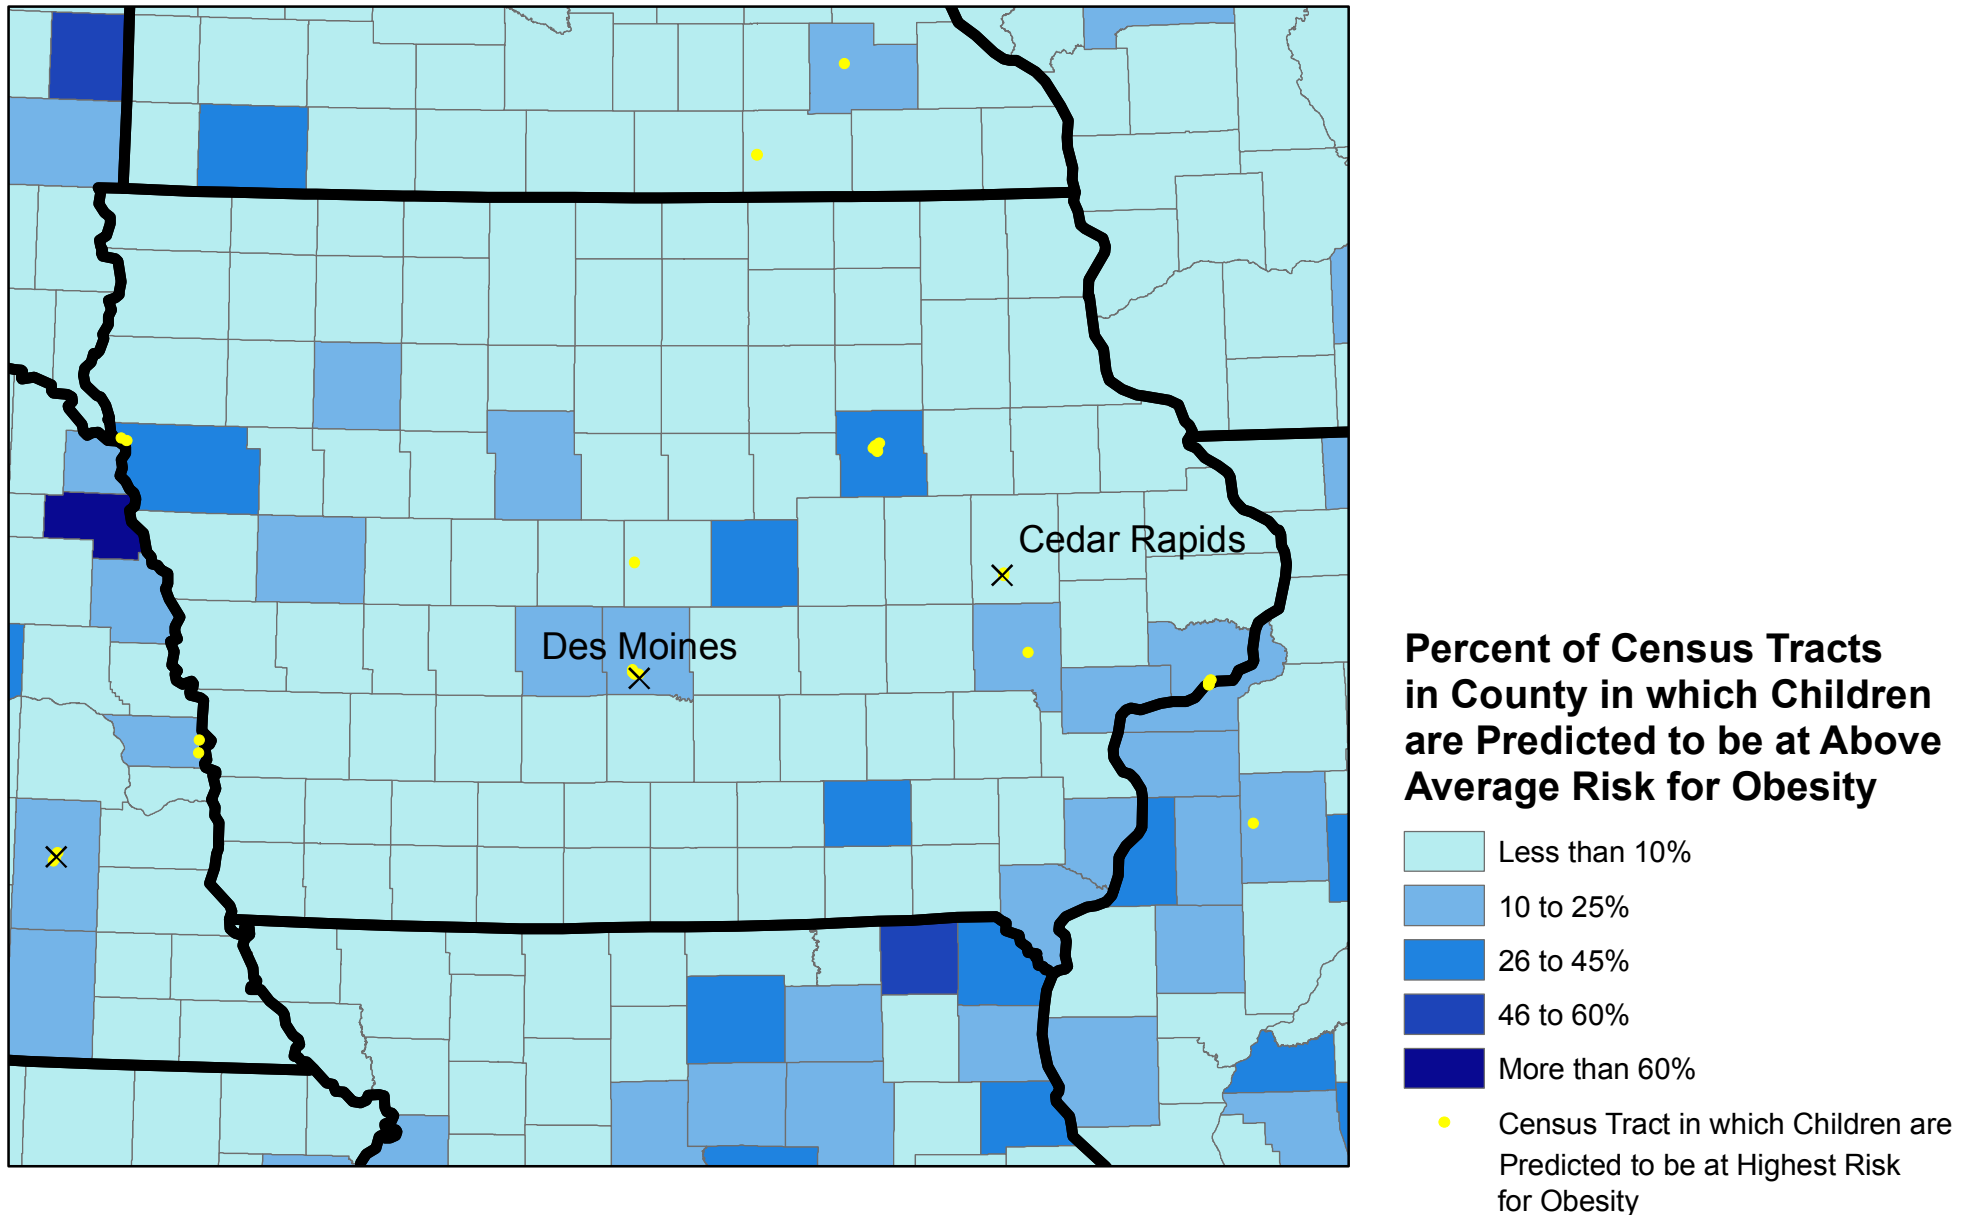 Cedar Rapids
Des Moines
Percent of Census Tracts
in County in which Children
are Predicted to be at Above
Average Risk for Obesity
Less than 10%
10 to 25%
26 to 45%
46 to 60%
More than 60%
Census Tract in which Children are
Predicted to be at Highest Risk
for Obesity